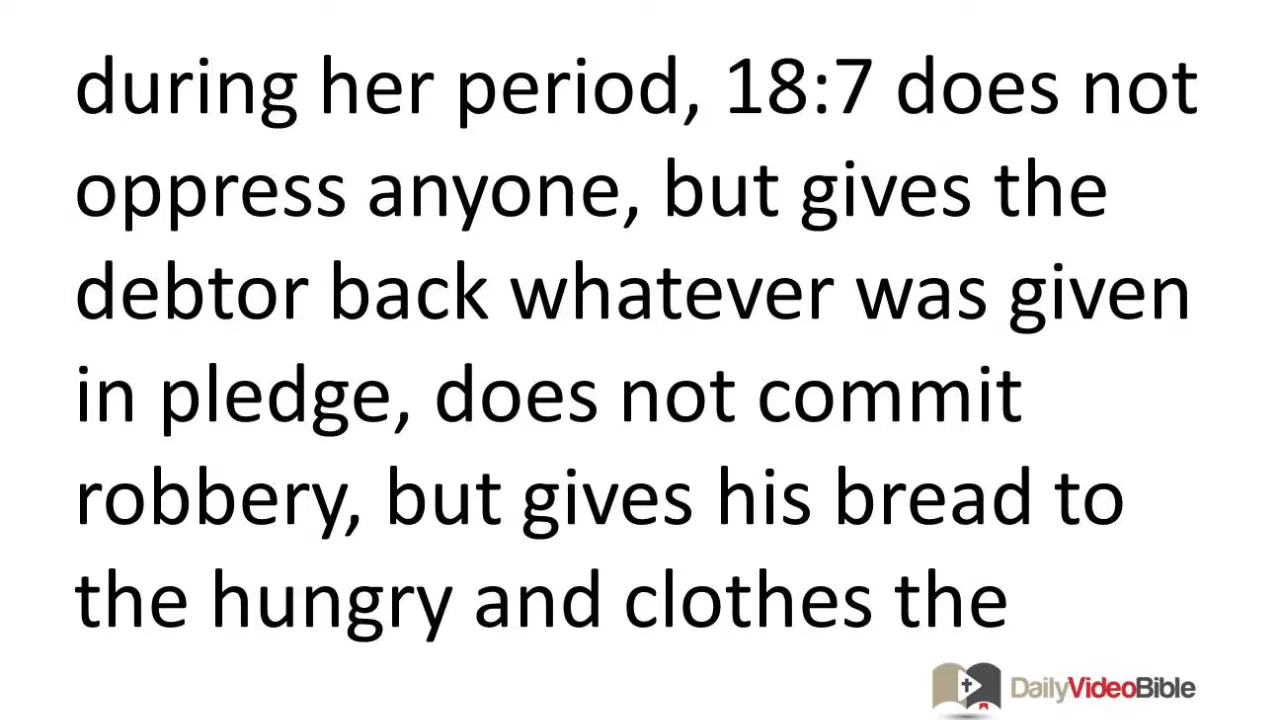 during her period, 18:7 does not
oppress anyone, but gives the
debtor back whatever was given
in pledge, does not commit
robbery, but gives his bread to
the hungry and clothes the
DailyVideoBible